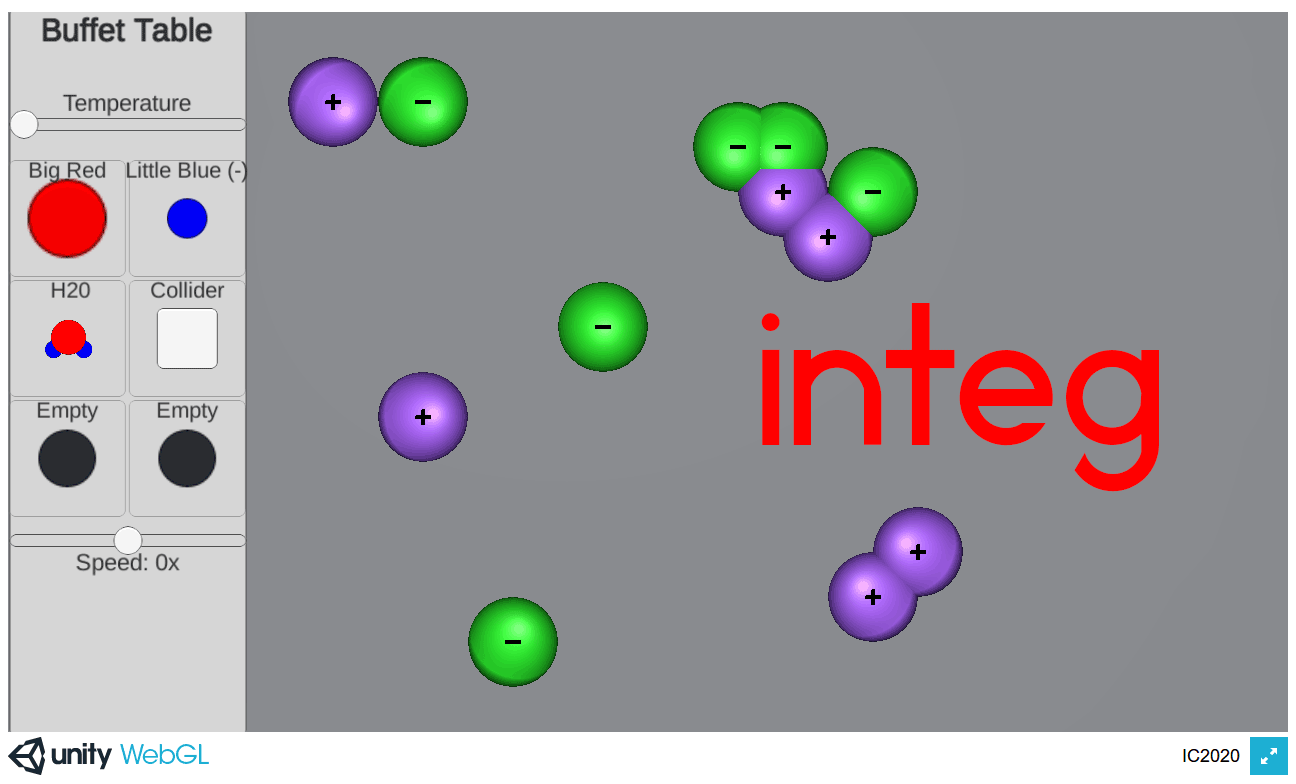 Buffet Table
Temperature
Big Red
Little Blue (-)
H20
Collider
Empty
Empty
Speed: 0x
+ −
− −
+ −
+
−
+
integ
+
+
−
unity WebGL
IC2020